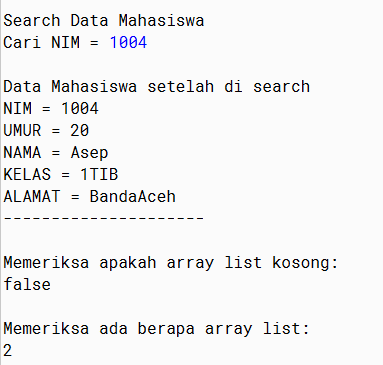 Search Data Mahasiswa
Cari NIM = 1004
Data Mahasiswa setelah di search
NIM = 1004
UMUR = 20
NAMA = Asep
KELAS = 1TIB
ALAMAT = BandaAceh
---------------------
Memeriksa apakah array list kosong:
false
Memeriksa ada berapa array list:
2